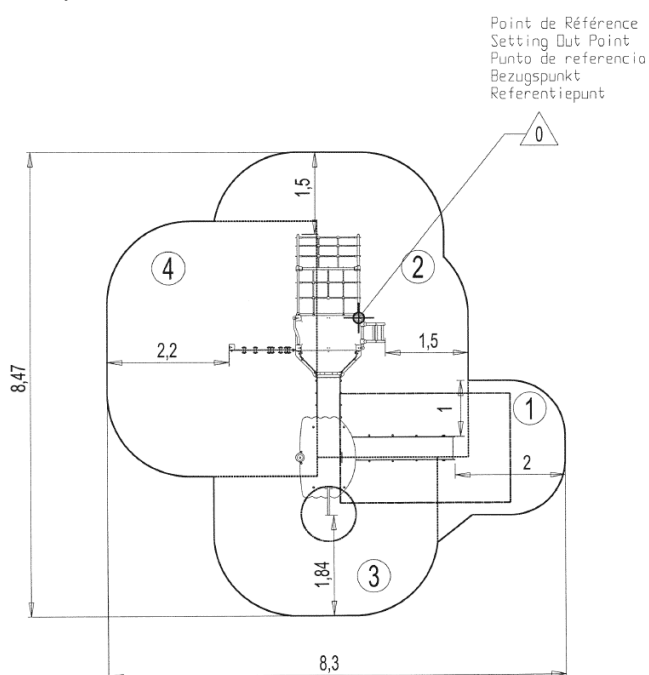 Point de Référence
Setting Out Point
Punto de referencia
Bezugspunkt
Referentiepunt
0
1,5
4
2
2,2
1,5
8,47
1
1
2
1,84
3
8,3